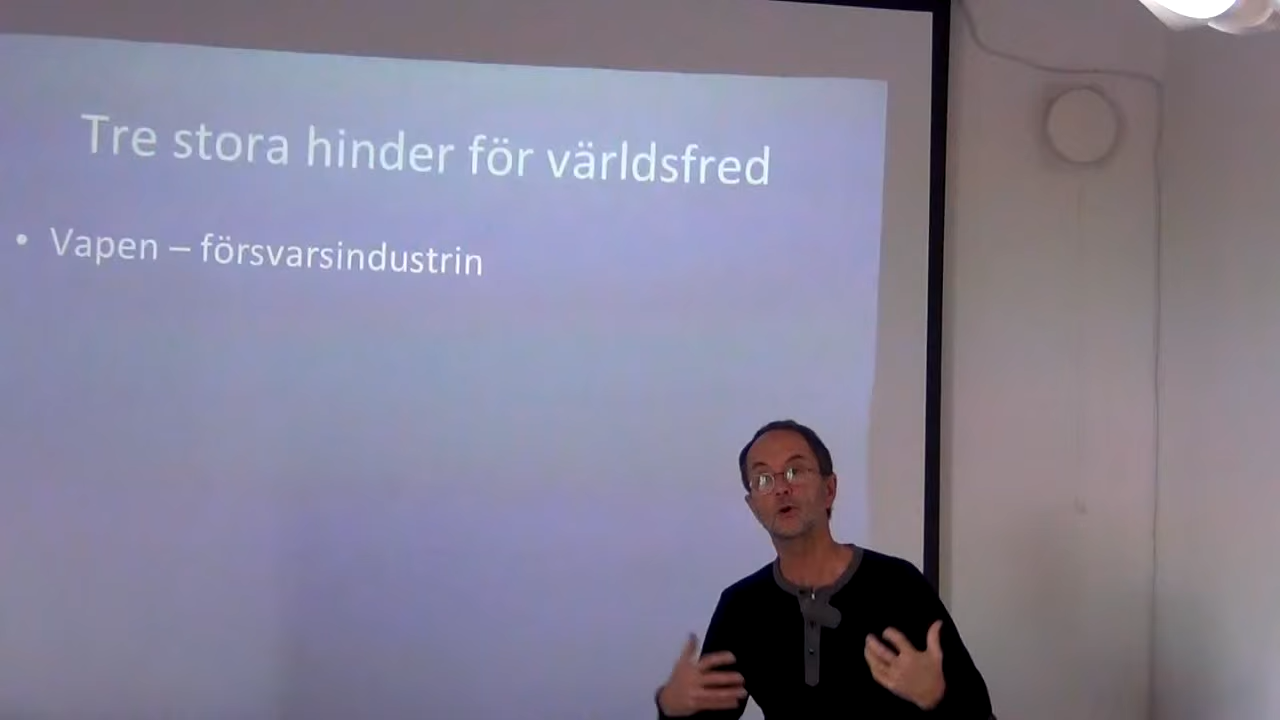 Tre stora hinder för världsfred
• Vapen – försvarsindustrin